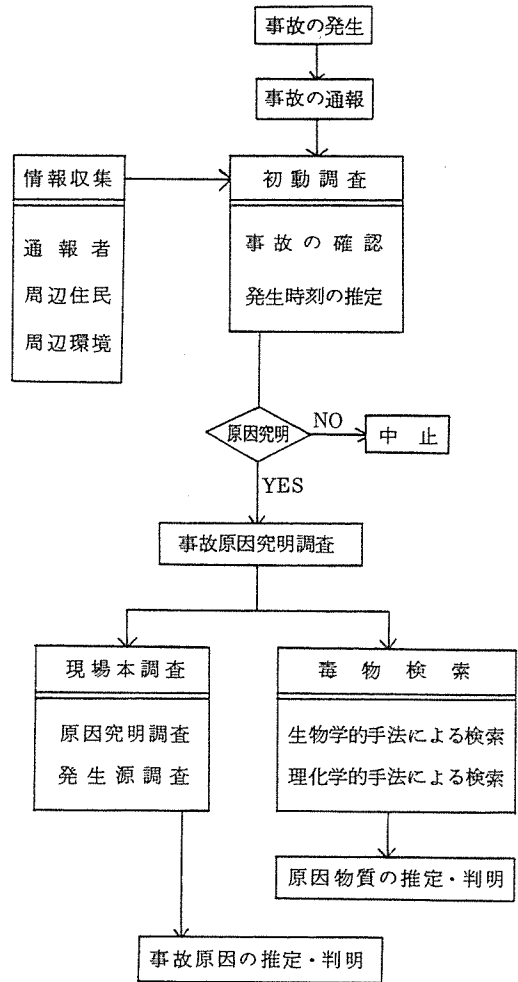 事故の発生
事故の通報
情報収集
通報者
周辺住民
周辺環境
初動調査
事故の確認
発生時刻の推定
原因究明
NO
中止
YES
事故原因究明調査
現場本調査
原因究明調査
発生源調査
毒物検索
生物学的手法による検索
理化学的手法による検索
原因物質の推定・判明
事故原因の推定・判明